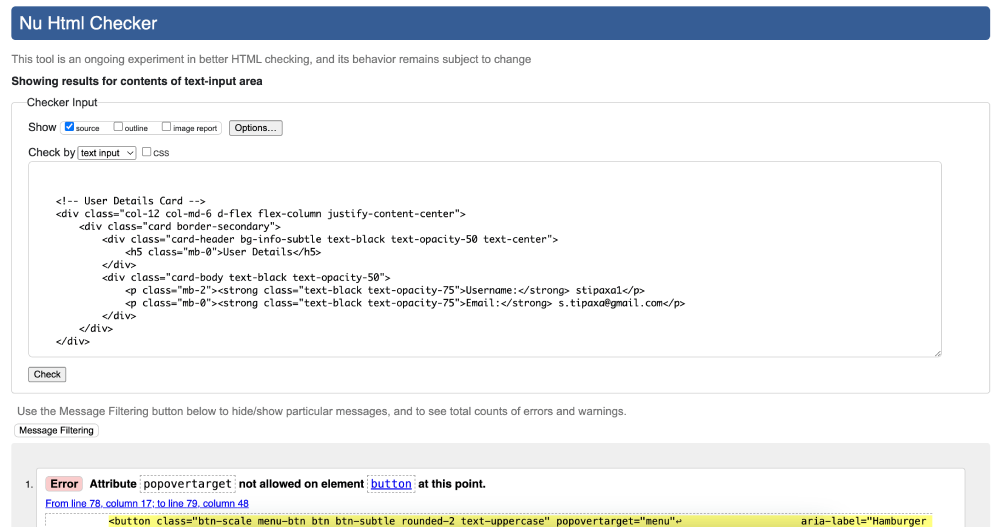 Nu Html Checker
This tool is an ongoing experiment in better HTML checking, and its behavior remains subject to change
Showing results for contents of text-input area
Checker Input
Show source outline image report Options...
Check by text input css
<!-- User Details Card -->
<div class="col-12 col-md-6 d-flex flex-column justify-content-center">
<div class="card border-secondary">
<div class="card-header bg-info-subtle text-black text-opacity-50 text-center">
<h5 class="mb-0">User Details</h5>
</div>
<div class="card-body text-black text-opacity-50">
<p class="mb-2"><strong class="text-black text-opacity-75">Username:</strong> stipaxa1</p>
<p class="mb-0"><strong class="text-black text-opacity-75">Email:</strong> s.tipaxa@gmail.com</p>
</div>
</div>
</div>
Check
Use the Message Filtering button below to hide/show particular messages, and to see total counts of errors and warnings.
Message Filtering
1. Error Attribute popovertarget not allowed on element button at this point.
From line 78, column 17; to line 79, column 48
<button class="btn-scale menu-btn btn btn-subtle rounded-2 text-uppercase" popovertarget="menu"↩ aria-label="Hamburger